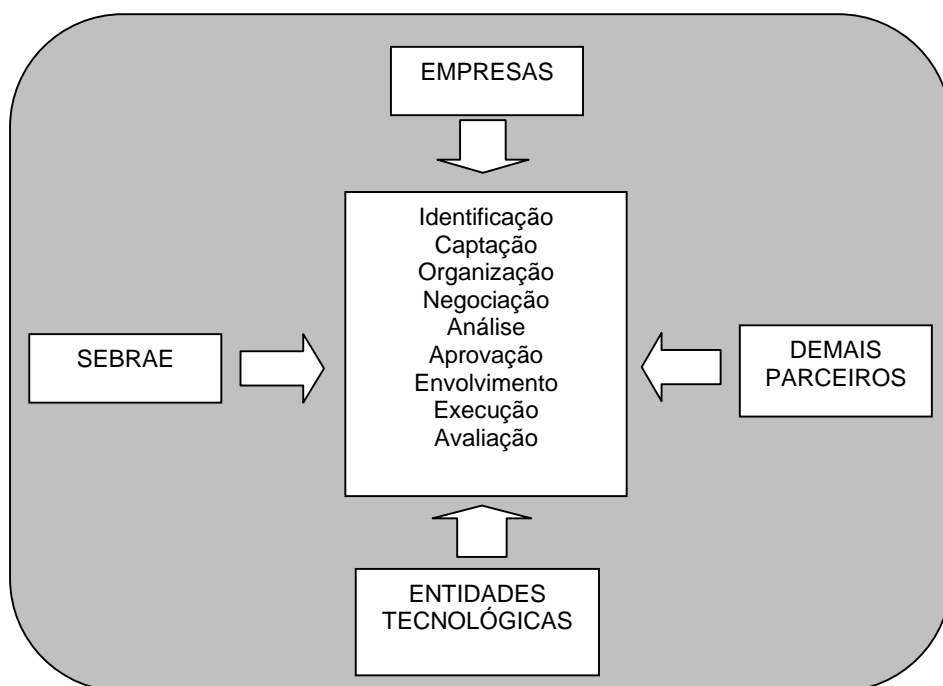 EMPRESAS
Identificação
Captação
Organização
Negociação
Análise
Aprovação
Envolvimento
Execução
Avaliação
SEBRAE
DEMAIS
PARCEIROS
ENTIDADES
TECNOLÓGICAS